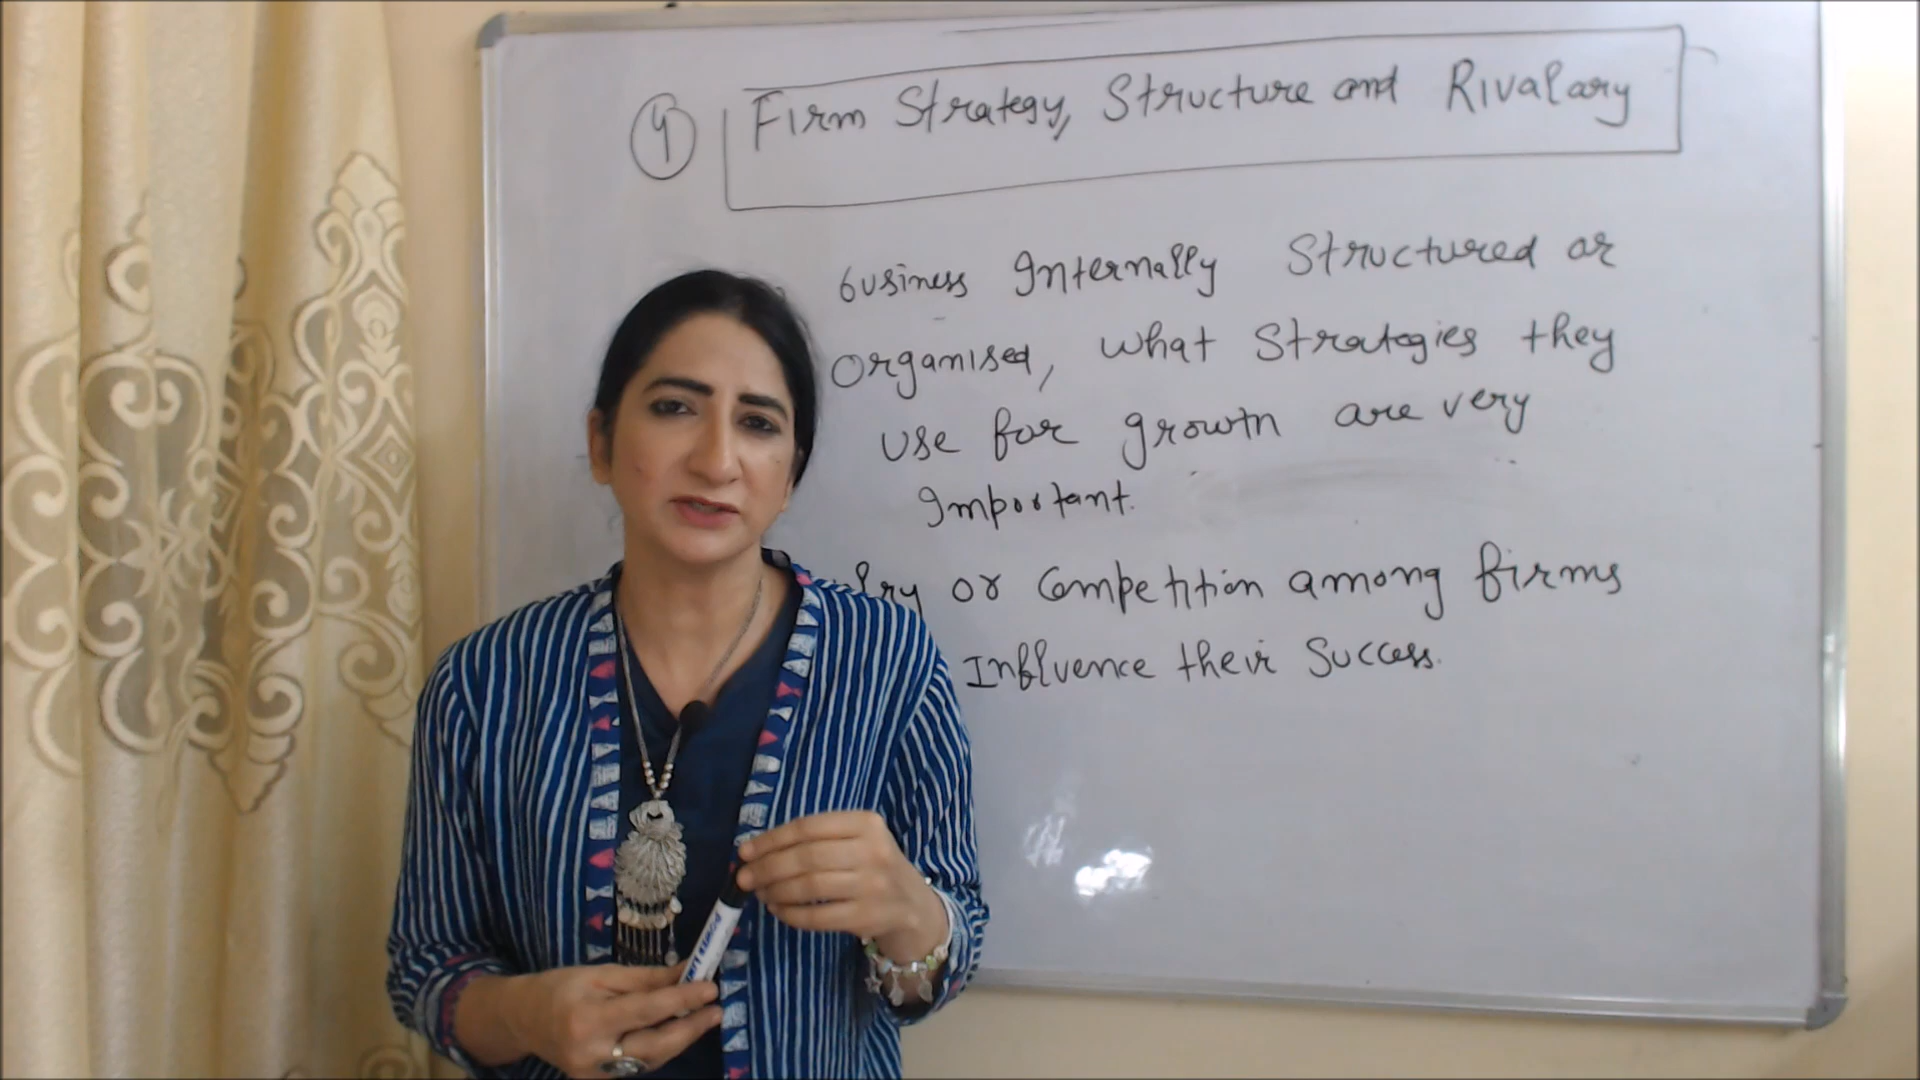 4 Firm Strategy, Structure and Rivalary
business Internally Structured or
organised, what Strategies they
use for growth are very
Important.
or Competition among firms
Influence their Success.